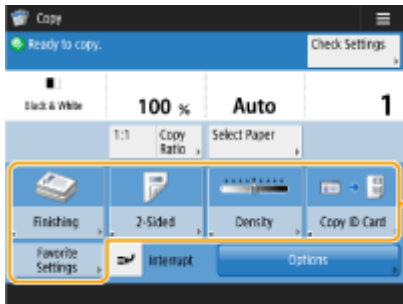 Copy
Ready to copy.
Check Settings
Black & White
100 %
Auto
1
1:1
Copy
Ratio
Select Paper
Finishing
2-Sided
Density
Copy ID Card
Favorite
Settings
Interrupt
Options